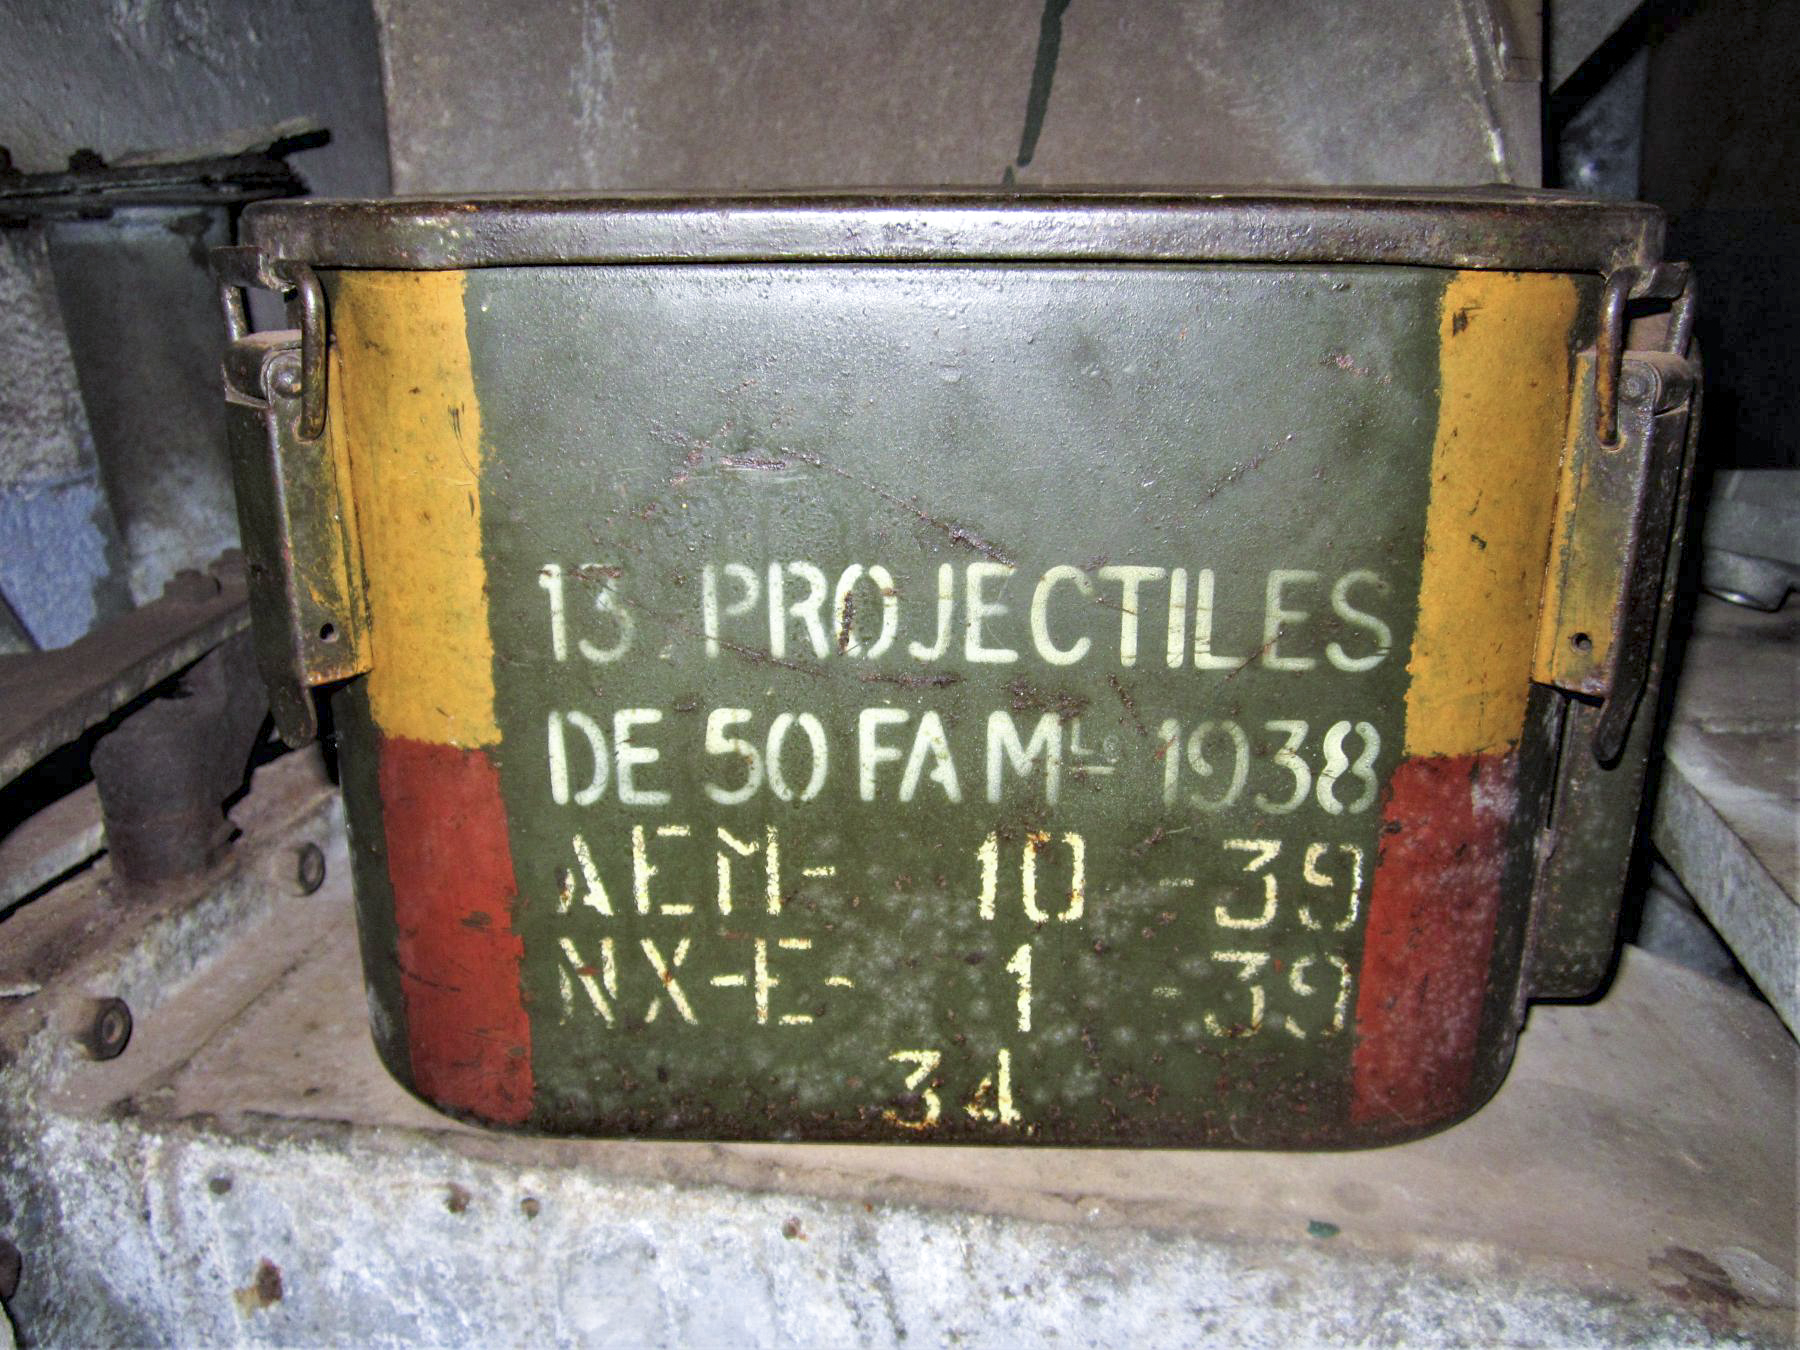 13 PROJECTILES
DE 50 FA MLE 1938
AEM- 10 - 39
NX-E- 1 - 39
34